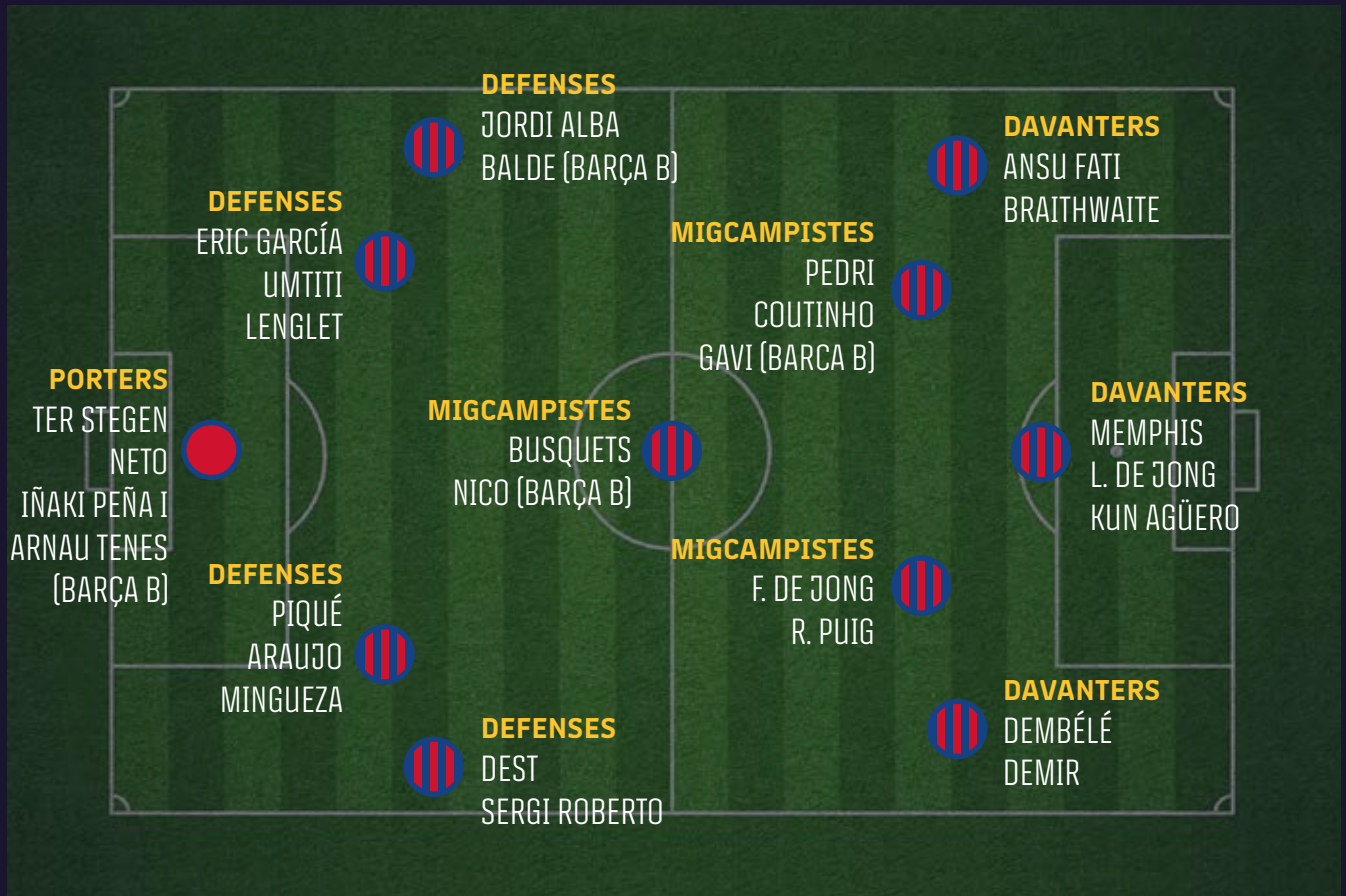 DEFENSES
JORDI ALBA
BALDE (BARÇA B)
DAVANTERS
ANSU FATI
BRAITHWAITE
DEFENSES
ERIC GARCÍA
UMTITI
LENGLET
MIGCAMPISTES
PEDRI
COUTINHO
GAVI (BARCA B)
PORTERS
TER STEGEN
NETO
IÑAKI PEÑA I
ARNAU TENES
(BARÇA B)
MIGCAMPISTES
BUSQUETS
NICO (BARÇA B)
DAVANTERS
MEMPHIS
L. DE JONG
KUN AGÜERO
DEFENSES
PIQUÉ
ARAUJO
MINGUEZA
MIGCAMPISTES
F. DE JONG
R. PUIG
DEFENSES
DEST
SERGI ROBERTO
DAVANTERS
DEMBÉLÉ
DEMIR